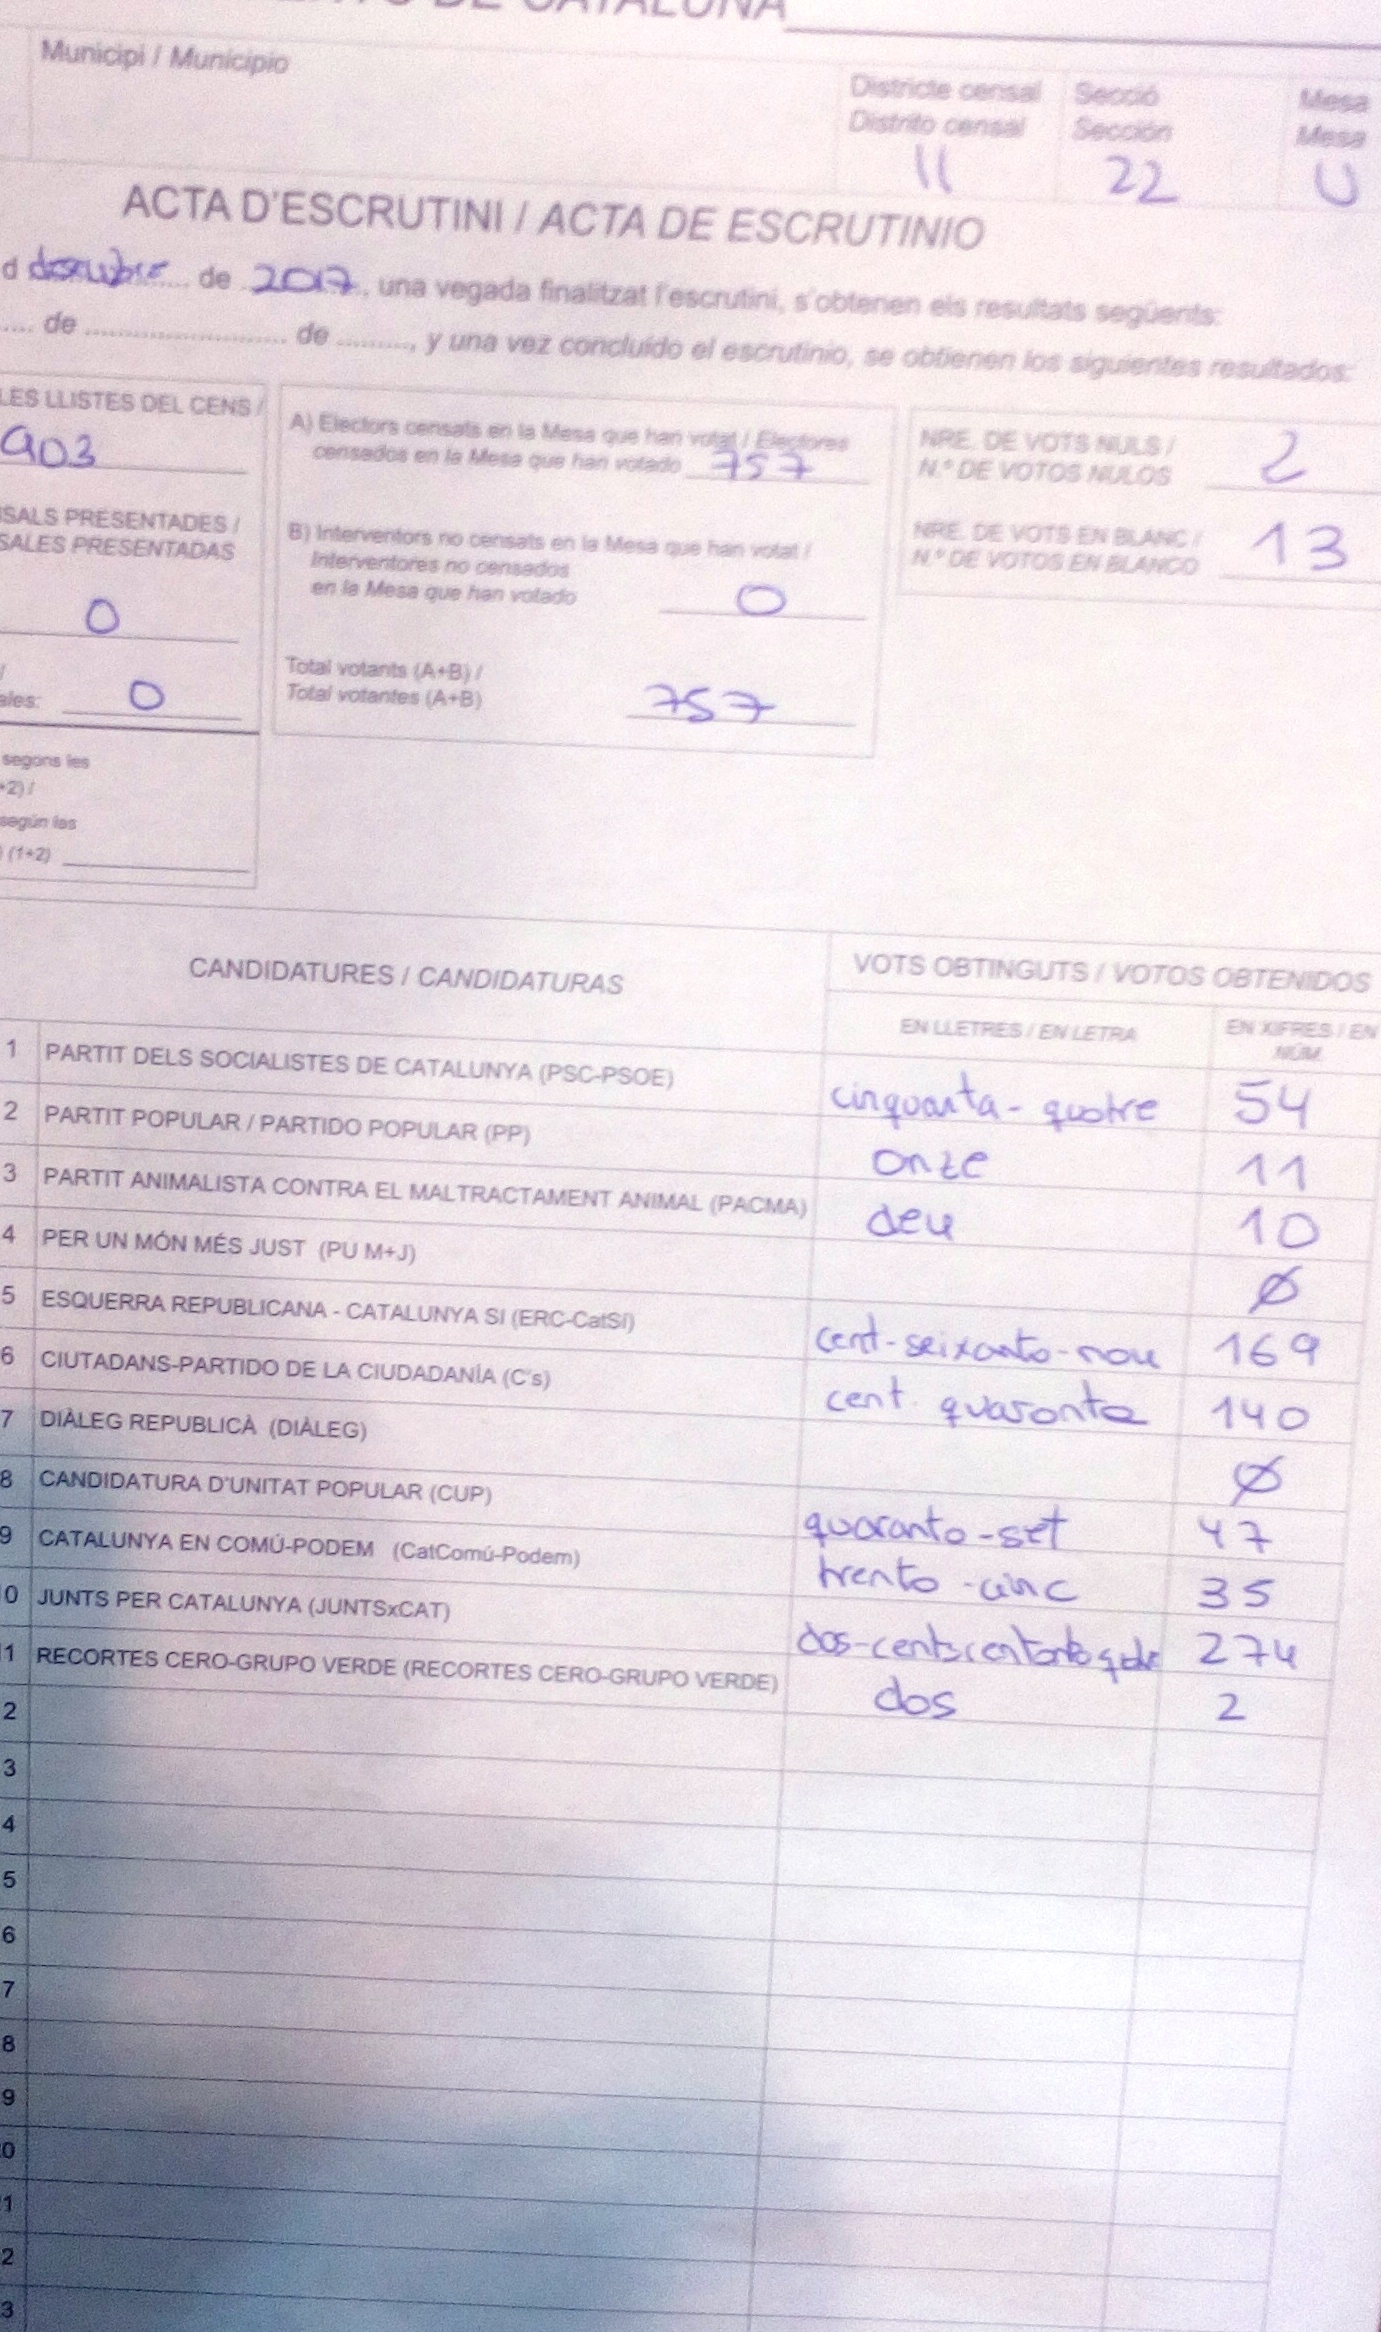 DE CATALUÑA
Municipi / Municipio
Districte censal Secció Mesa
Distrito censal Sección Mesa
11 22 U
ACTA D'ESCRUTINI / ACTA DE ESCRUTINIO
d desembre de 2017, una vegada finalitzat l'escrutini, s'obtenen els resultats següents:
.... de ........................ de ........., y una vez concluído el escrutinio, se obtienen los siguientes resultados:
LES LLISTES DEL CENS /
903
SALS PRESENTADES /
SALES PRESENTADAS
0
/
ales: 0
segons les
+2) /
según las
(1+2)
A) Electors censats en la Mesa que han votat / Electores
censados en la Mesa que han votado 757
B) Interventors no censats en la Mesa que han votat /
Interventores no censados
en la Mesa que han votado 0
Total votants (A+B) /
Total votantes (A+B) 757
NRE. DE VOTS NULS /
N.º DE VOTOS NULOS 2
NRE. DE VOTS EN BLANC /
N.º DE VOTOS EN BLANCO 13
CANDIDATURES / CANDIDATURAS VOTS OBTINGUTS / VOTOS OBTENIDOS
EN LLETRES / EN LETRA EN XIFRES / EN
NÚM.
1 PARTIT DELS SOCIALISTES DE CATALUNYA (PSC-PSOE) cinquanta-quatre 54
2 PARTIT POPULAR / PARTIDO POPULAR (PP) onze 11
3 PARTIT ANIMALISTA CONTRA EL MALTRACTAMENT ANIMAL (PACMA) deu 10
4 PER UN MÓN MÉS JUST (PU M+J) Ø
5 ESQUERRA REPUBLICANA - CATALUNYA SI (ERC-CatSí) cent-seixanta-nou 169
6 CIUTADANS-PARTIDO DE LA CIUDADANÍA (C's) cent quaranta 140
7 DIÀLEG REPUBLICÀ (DIÀLEG) Ø
8 CANDIDATURA D'UNITAT POPULAR (CUP) quaranta-set 47
9 CATALUNYA EN COMÚ-PODEM (CatComú-Podem) trenta-cinc 35
0 JUNTS PER CATALUNYA (JUNTSxCAT) dos-cents 274
1 RECORTES CERO-GRUPO VERDE (RECORTES CERO-GRUPO VERDE) dos 2
2
3
4
5
6
7
8
9
0
1
2
3